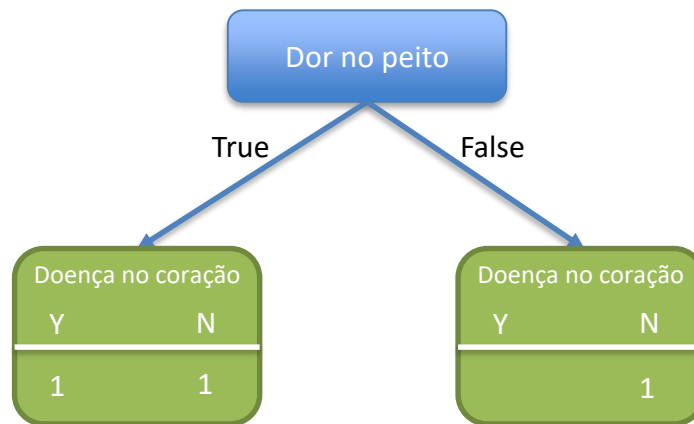 Dor no peito
True False
Doença no coração
Y N
1 1
Doença no coração
Y N
1